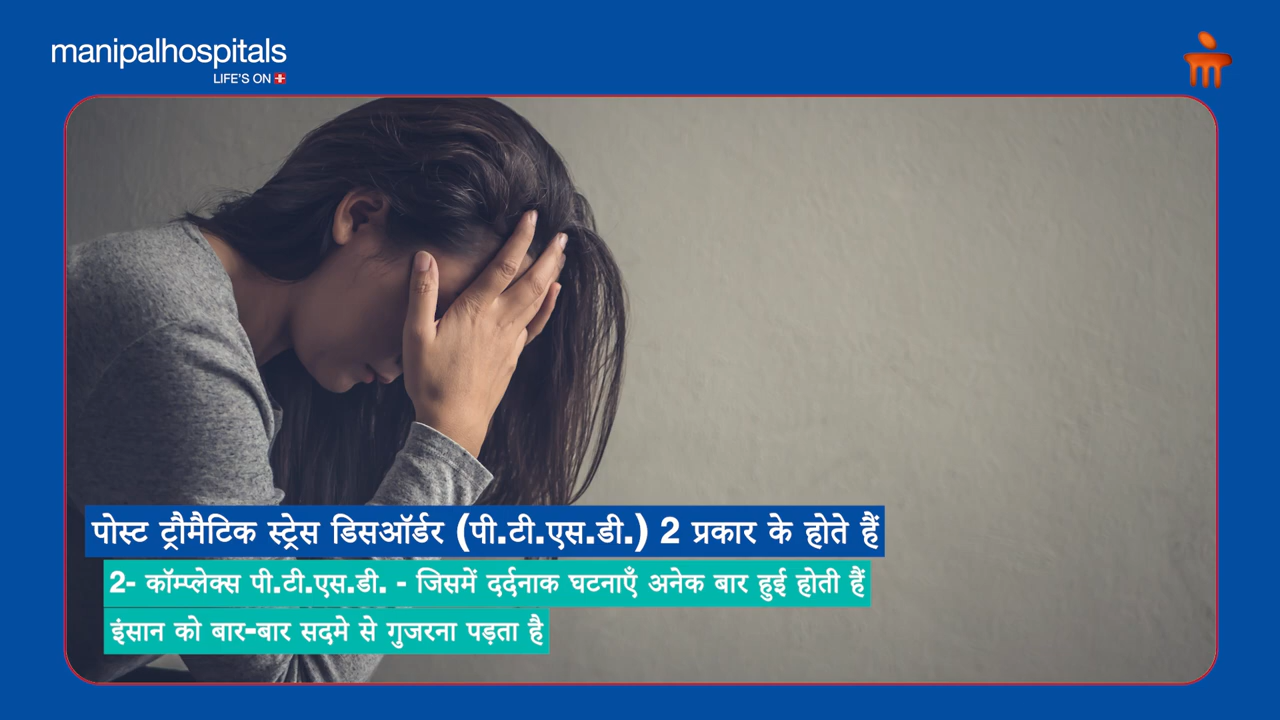 manipalhospitals
LIFE'S ON
पोस्ट ट्रौमैटिक स्ट्रेस डिसऑर्डर (पी.टी.एस.डी.) 2 प्रकार के होते हैं
2- कॉम्प्लेक्स पी.टी.एस.डी. - जिसमें दर्दनाक घटनाएँ अनेक बार हुई होती हैं
इंसान को बार-बार सदमे से गुजरना पड़ता है